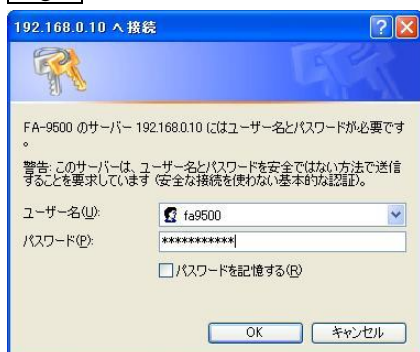 192.168.0.10 へ接続
FA-9500 のサーバー 192.168.0.10 にはユーザー名とパスワードが必要です
。
警告: このサーバーは、ユーザー名とパスワードを安全ではない方法で送信
することを要求しています (安全な接続を使わない基本的な認証)。
ユーザー名(U):
fa9500
パスワード(P):
***********
パスワードを記憶する(R)
OK
キャンセル